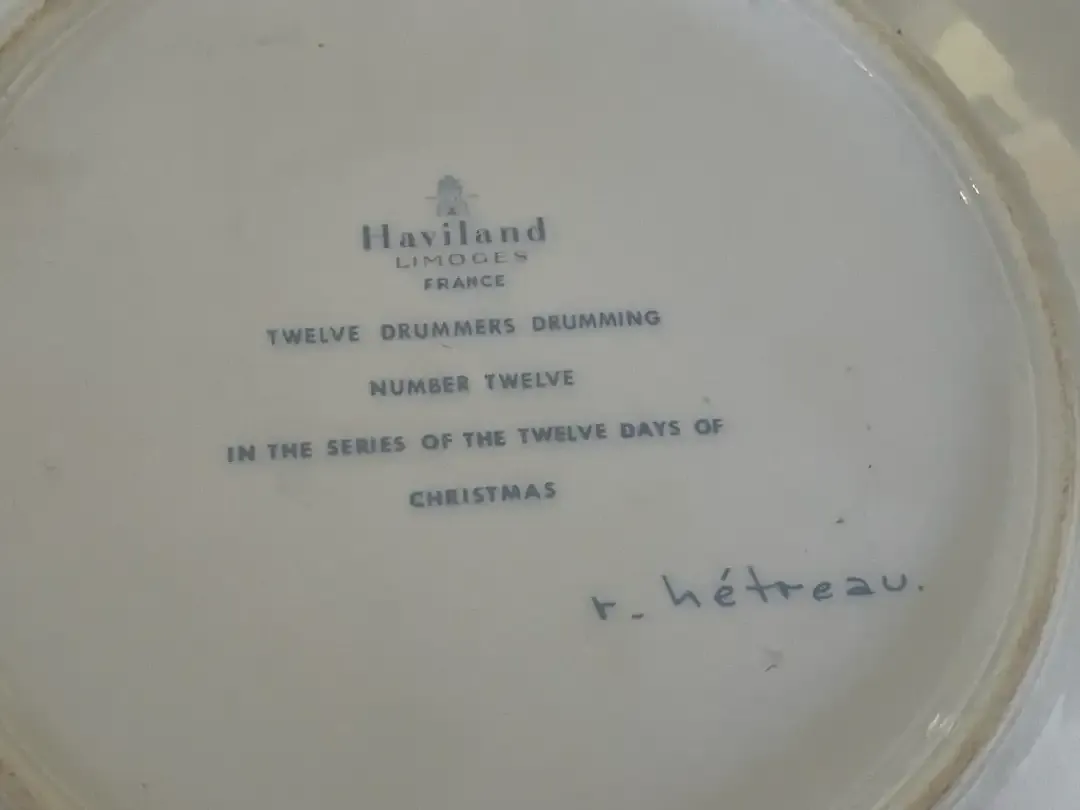 Haviland
LIMOGES
FRANCE
TWELVE DRUMMERS DRUMMING
NUMBER TWELVE
IN THE SERIES OF THE TWELVE DAYS OF
CHRISTMAS
r. hétreau.